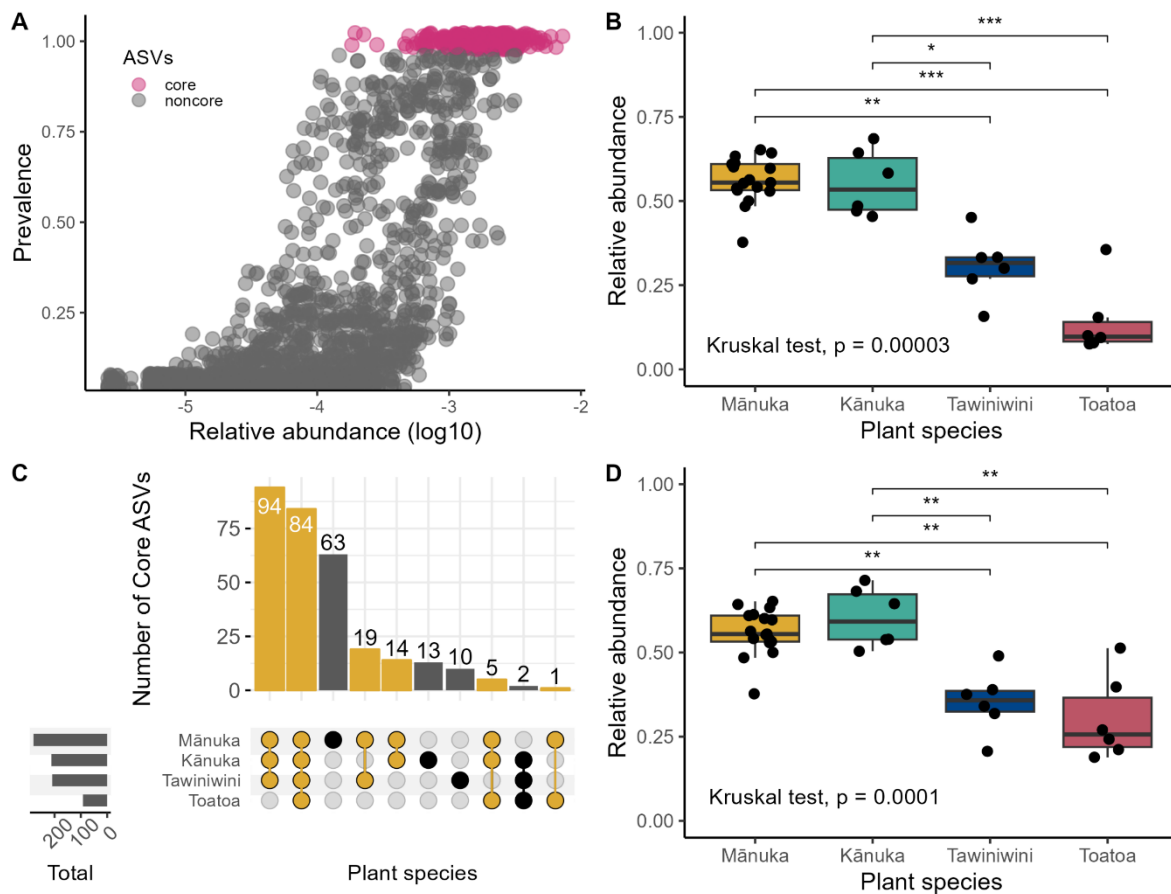 A
ASVs
core
noncore
1.00
0.75
0.50
0.25
Prevalence
-5
-4
-3
-2
Relative abundance (log10)
B
***
*
***
**
1.00
0.75
0.50
0.25
0.00
Relative abundance
Kruskal test, p = 0.00003
Mānuka
Kānuka
Tawiniwini
Toatoa
Plant species
C
Number of Core ASVs
75
50
25
0
94
84
63
19
14
13
10
5
2
1
Mānuka
Kānuka
Tawiniwini
Toatoa
200
100
0
Total
Plant species
D
**
**
**
**
1.00
0.75
0.50
0.25
0.00
Relative abundance
Kruskal test, p = 0.0001
Mānuka
Kānuka
Tawiniwini
Toatoa
Plant species